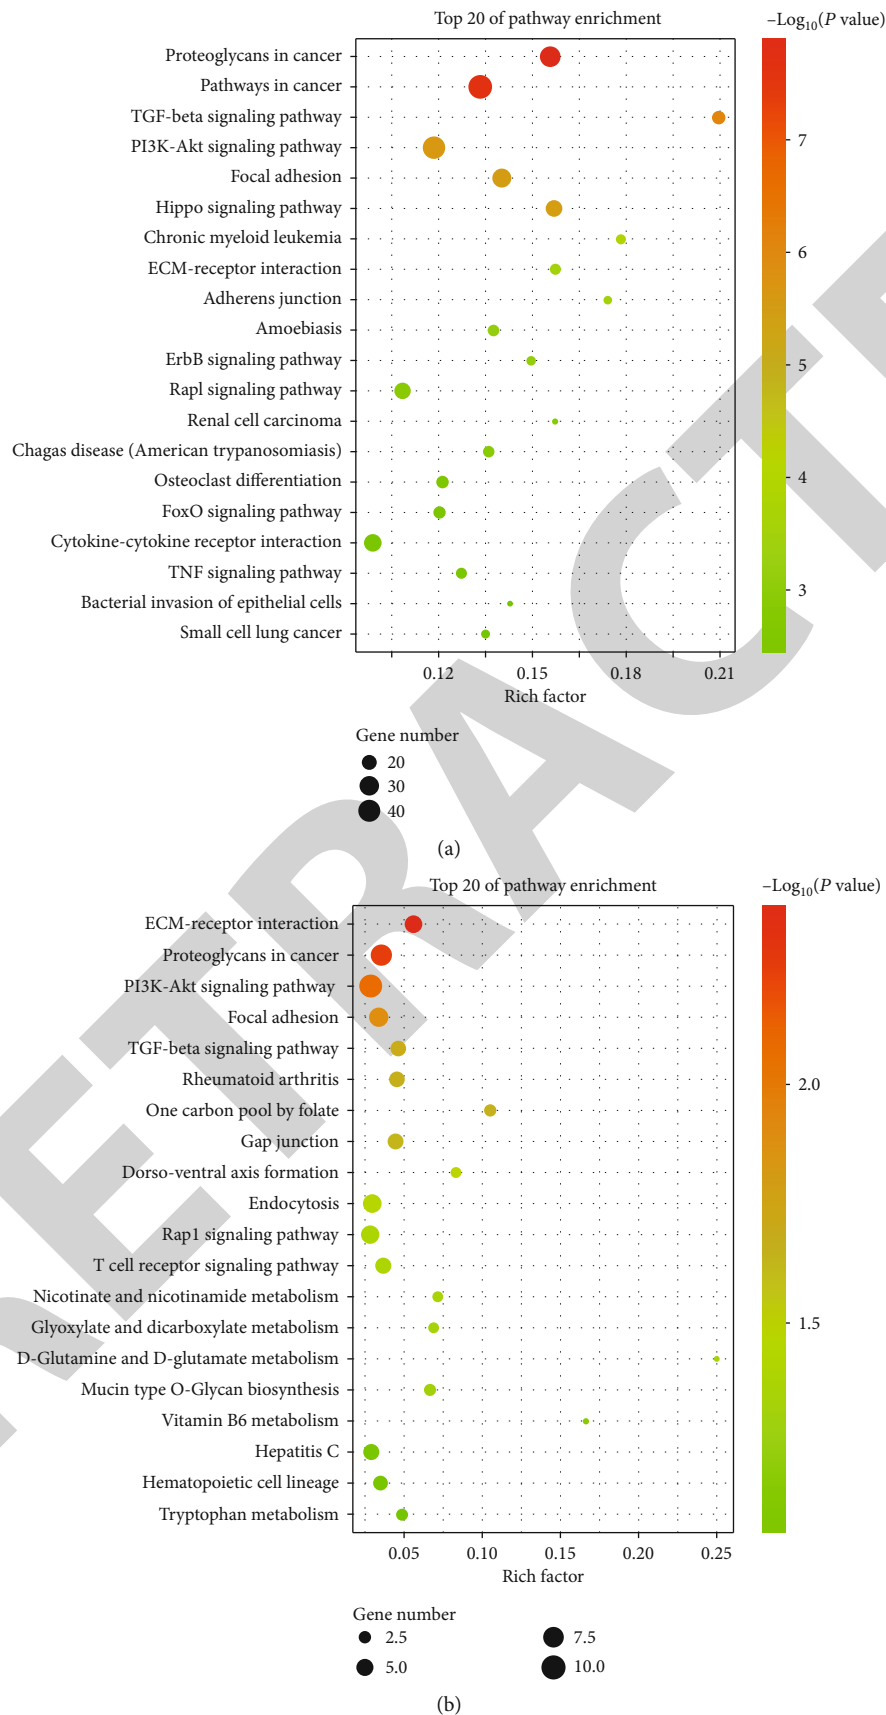 Top 20 of pathway enrichment
–Log10(P value)
Proteoglycans in cancer
Pathways in cancer
TGF-beta signaling pathway
PI3K-Akt signaling pathway
Focal adhesion
Hippo signaling pathway
Chronic myeloid leukemia
ECM-receptor interaction
Adherens junction
Amoebiasis
ErbB signaling pathway
Rapl signaling pathway
Renal cell carcinoma
Chagas disease (American trypanosomiasis)
Osteoclast differentiation
FoxO signaling pathway
Cytokine-cytokine receptor interaction
TNF signaling pathway
Bacterial invasion of epithelial cells
Small cell lung cancer
7
6
5
4
3
0.12 0.15 0.18 0.21
Rich factor
Gene number
20
30
40
(a)
Top 20 of pathway enrichment
–Log10(P value)
ECM-receptor interaction
Proteoglycans in cancer
PI3K-Akt signaling pathway
Focal adhesion
TGF-beta signaling pathway
Rheumatoid arthritis
One carbon pool by folate
Gap junction
Dorso-ventral axis formation
Endocytosis
Rap1 signaling pathway
T cell receptor signaling pathway
Nicotinate and nicotinamide metabolism
Glyoxylate and dicarboxylate metabolism
D-Glutamine and D-glutamate metabolism
Mucin type O-Glycan biosynthesis
Vitamin B6 metabolism
Hepatitis C
Hematopoietic cell lineage
Tryptophan metabolism
2.0
1.5
0.05 0.10 0.15 0.20 0.25
Rich factor
Gene number
2.5 7.5
5.0 10.0
(b)
RETRACTE